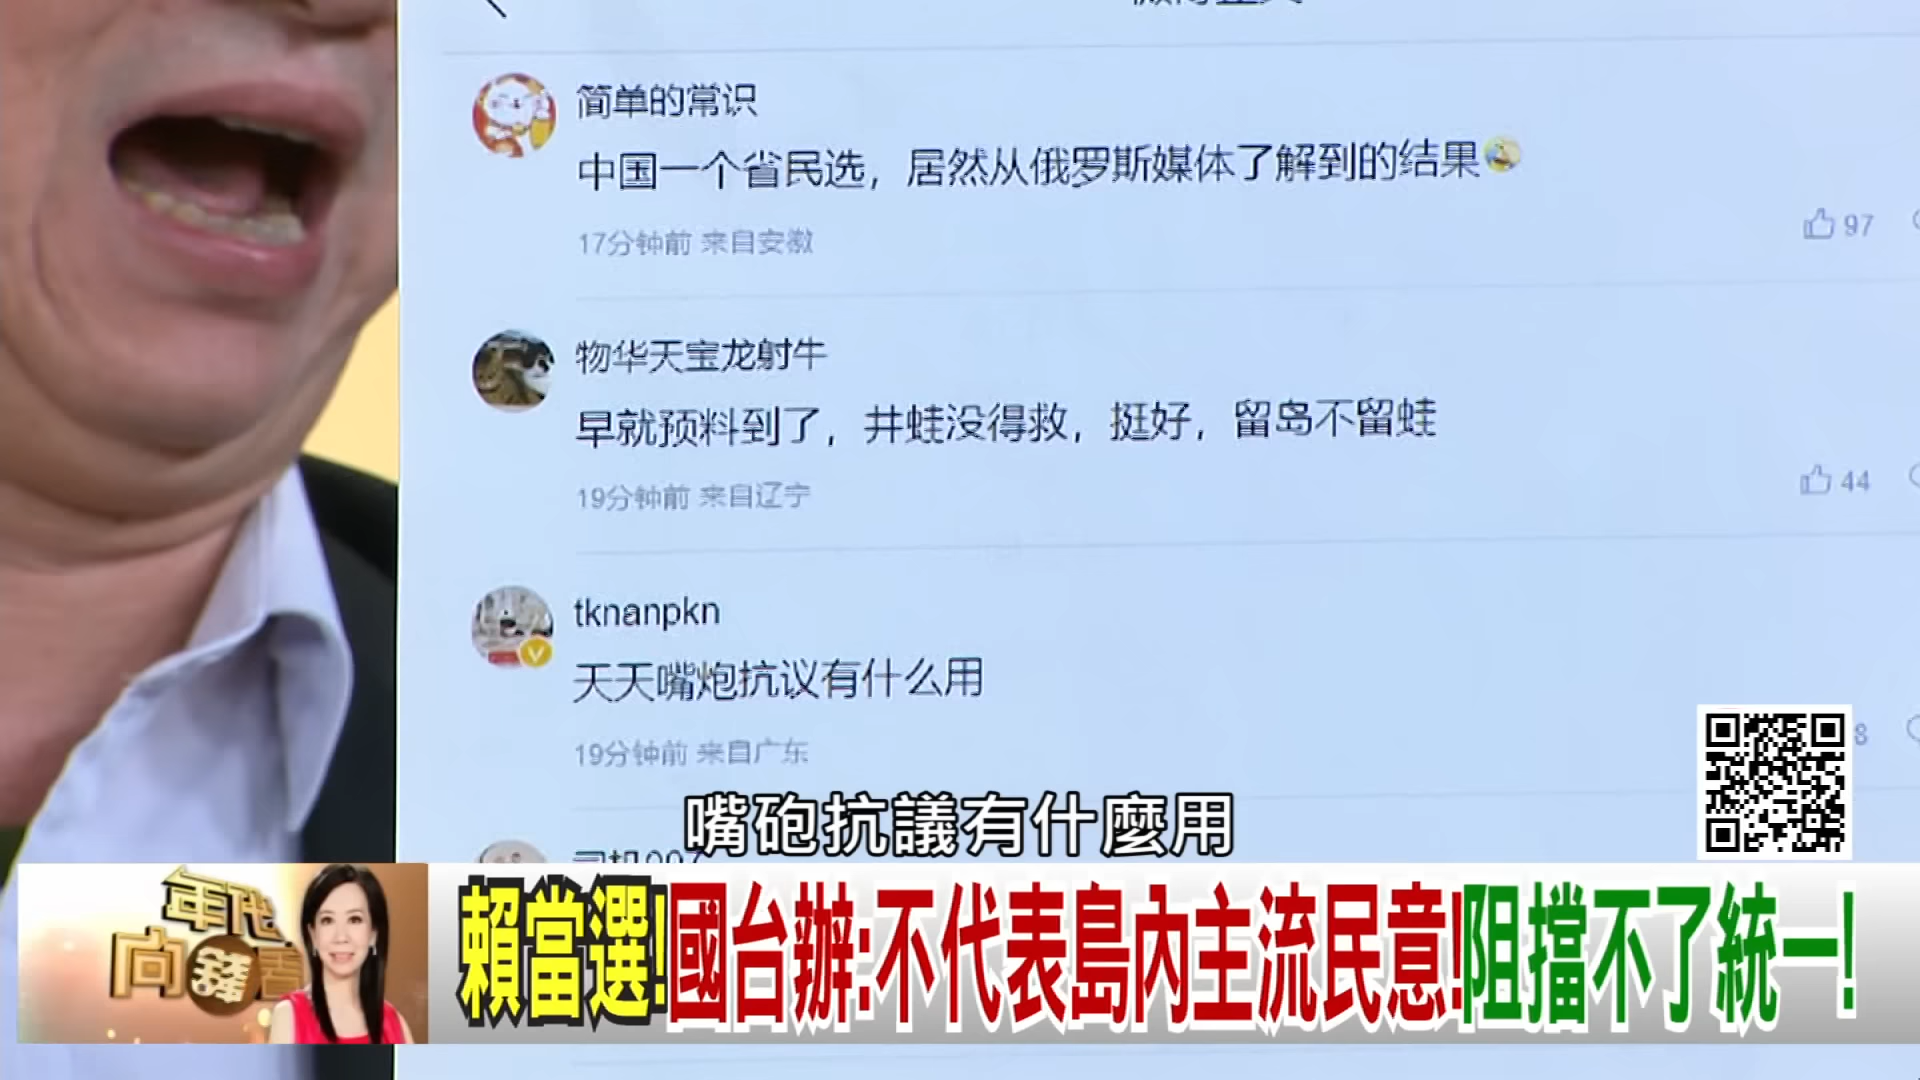 简单的常识
中国一个省民选，居然从俄罗斯媒体了解到的结果
17分钟前 来自安徽
97
物华天宝龙射牛
早就预料到了，井蛙没得救，挺好，留岛不留蛙
19分钟前 来自辽宁
44
tknanpkn
天天嘴炮抗议有什么用
19分钟前 来自广东
8
嘴砲抗議有什麼用
年代
向錢看
賴當選!國台辦:不代表島內主流民意!阻擋不了統一!